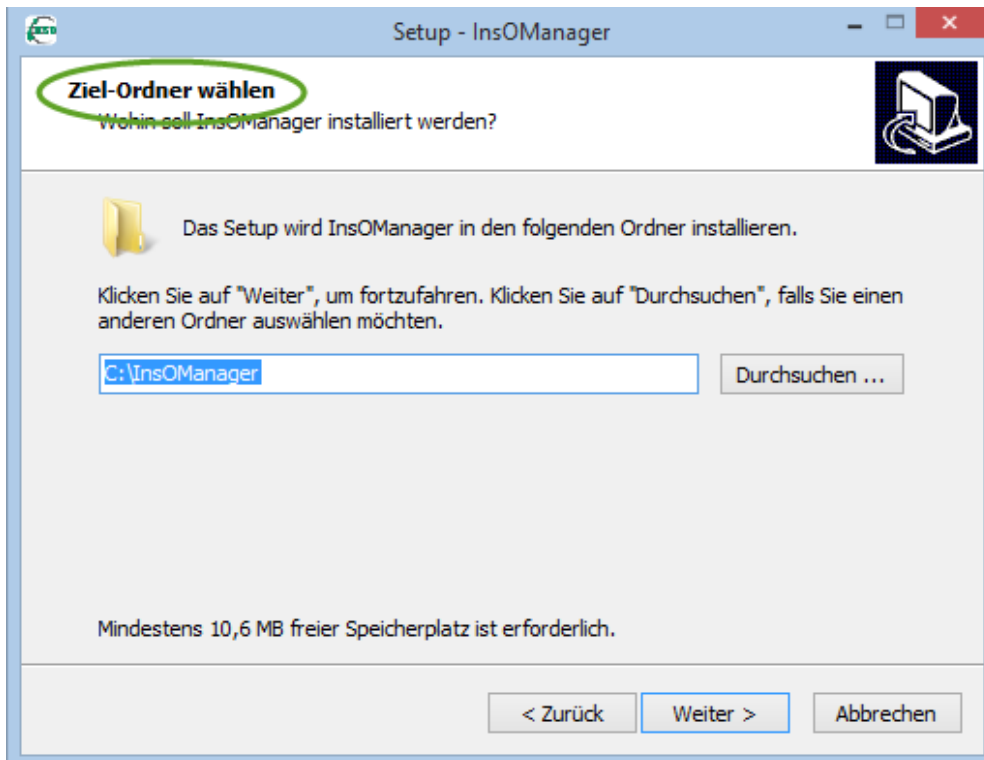 Setup - InsOManager
Ziel-Ordner wählen
Wohin soll InsOManager installiert werden?
Das Setup wird InsOManager in den folgenden Ordner installieren.
Klicken Sie auf "Weiter", um fortzufahren. Klicken Sie auf "Durchsuchen", falls Sie einen
anderen Ordner auswählen möchten.
C:\InsOManager
Durchsuchen ...
Mindestens 10,6 MB freier Speicherplatz ist erforderlich.
< Zurück
Weiter >
Abbrechen